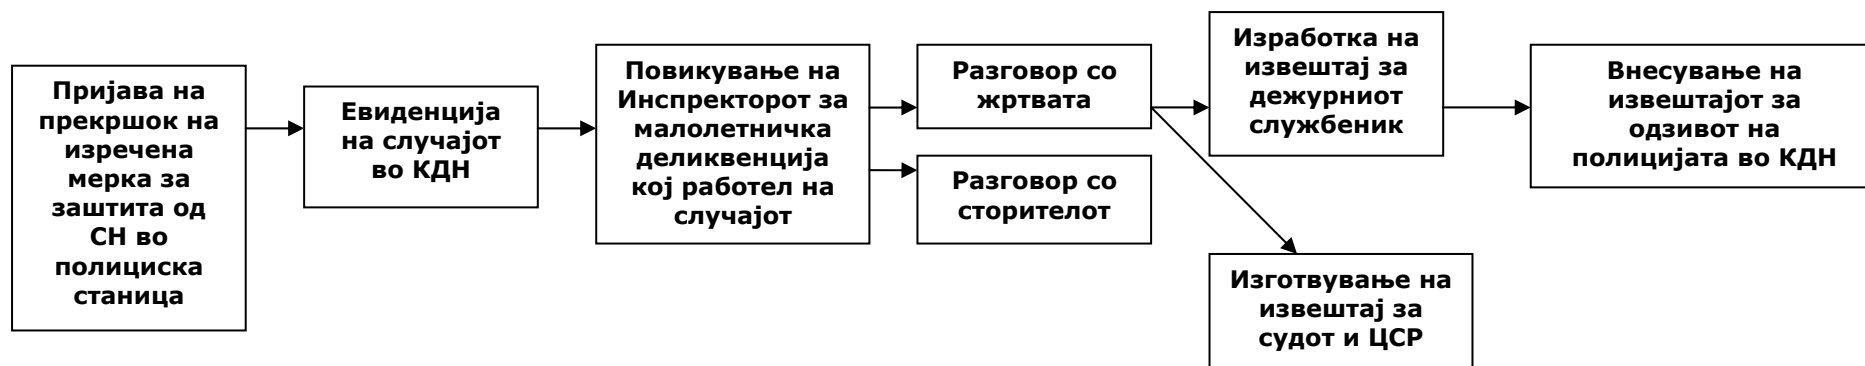 Пријава на
прекршок на
изречена
мерка за
заштита од
СН во
полициска
станица
Евиденција
на случајот
во КДН
Повикување на
Инспректорот за
малолетничка
деликвенција
кој работел на
случајот
Разговор со
жртвата
Разговор со
сторителот
Изработка на
извештај за
дежурниот
службеник
Изготвување на
извештај за
судот и ЦСР
Внесување на
извештајот за
одзивот на
полицијата во КДН